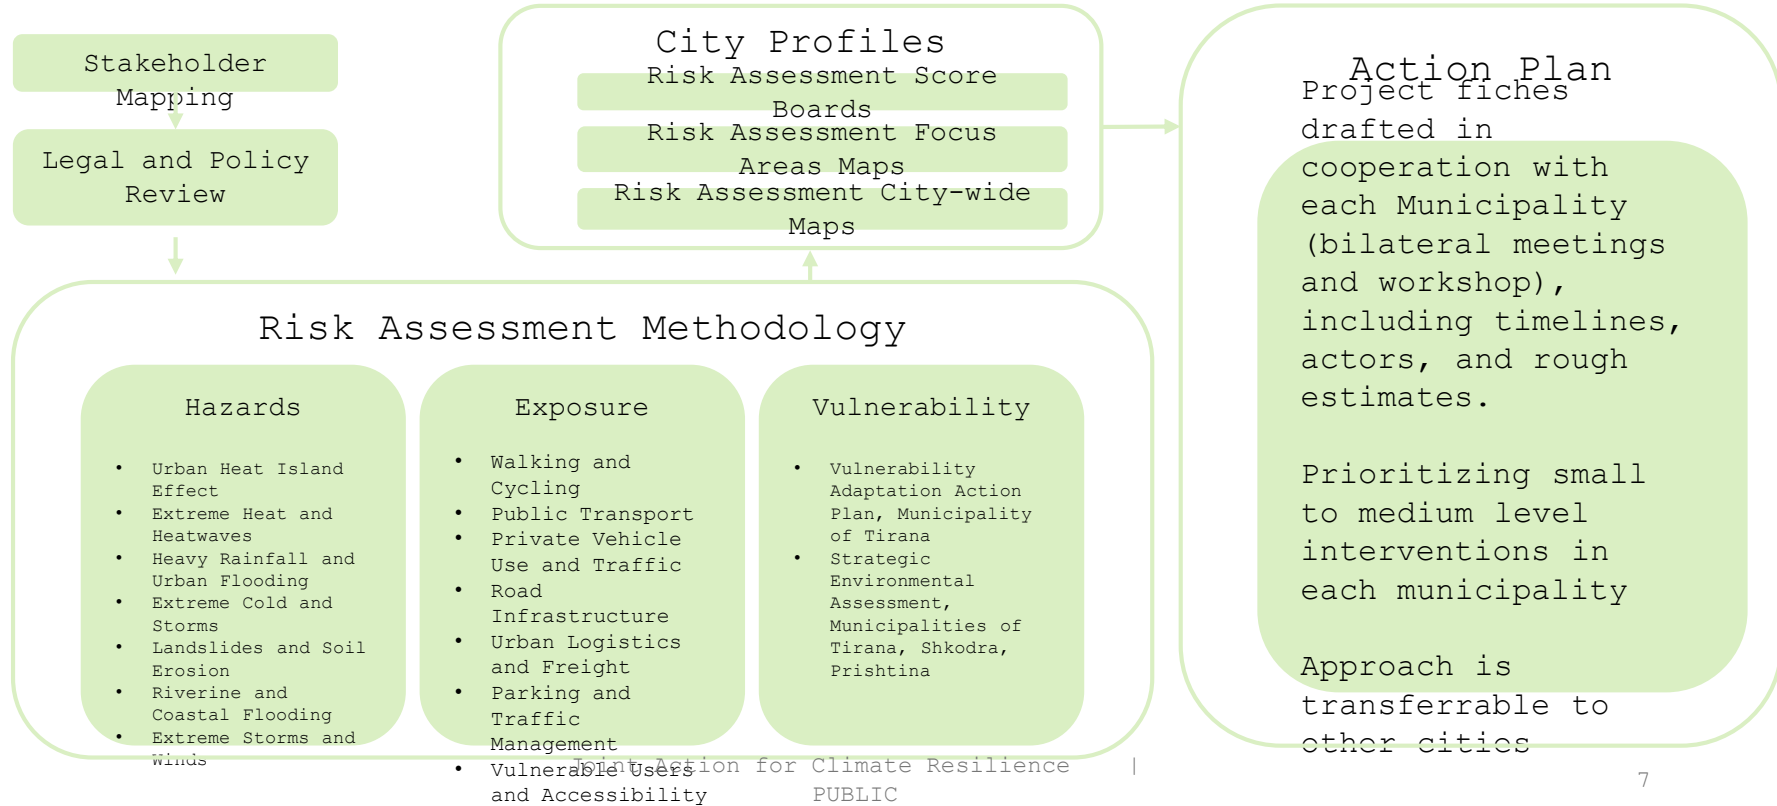 Stakeholder
Mapping
Legal and Policy
Review
City Profiles
Risk Assessment Score
Boards
Risk Assessment Focus
Areas Maps
Risk Assessment City-wide
Maps
Risk Assessment Methodology
Hazards
• Urban Heat Island
Effect
• Extreme Heat and
Heatwaves
• Heavy Rainfall and
Urban Flooding
• Extreme Cold and
Storms
• Landslides and Soil
Erosion
• Riverine and
Coastal Flooding
• Extreme Storms and
Winds
Exposure
• Walking and
Cycling
• Public Transport
• Private Vehicle
Use and Traffic
• Road
Infrastructure
• Urban Logistics
and Freight
• Parking and
Traffic
Management
• Vulnerable Users
and Accessibility
Vulnerability
• Vulnerability
Adaptation Action
Plan, Municipality
of Tirana
• Strategic
Environmental
Assessment,
Municipalities of
Tirana, Shkodra,
Prishtina
Action Plan
Project fiches
drafted in
cooperation with
each Municipality
(bilateral meetings
and workshop),
including timelines,
actors, and rough
estimates.
Prioritizing small
to medium level
interventions in
each municipality
Approach is
transferrable to
other cities
Joint Action for Climate Resilience |
PUBLIC
7